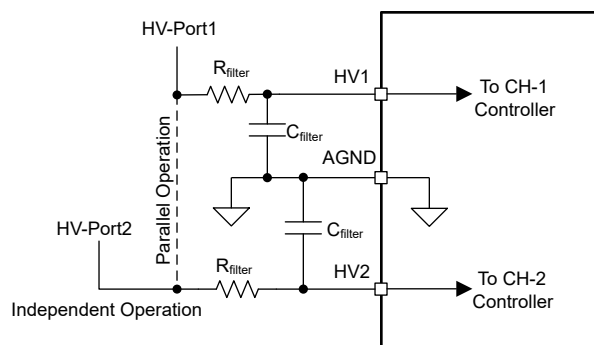 HV-Port1
Rfilter
HV1
To CH-1
Controller
Cfilter
AGND
Parallel Operation
HV-Port2
Cfilter
Rfilter
HV2
To CH-2
Controller
Independent Operation